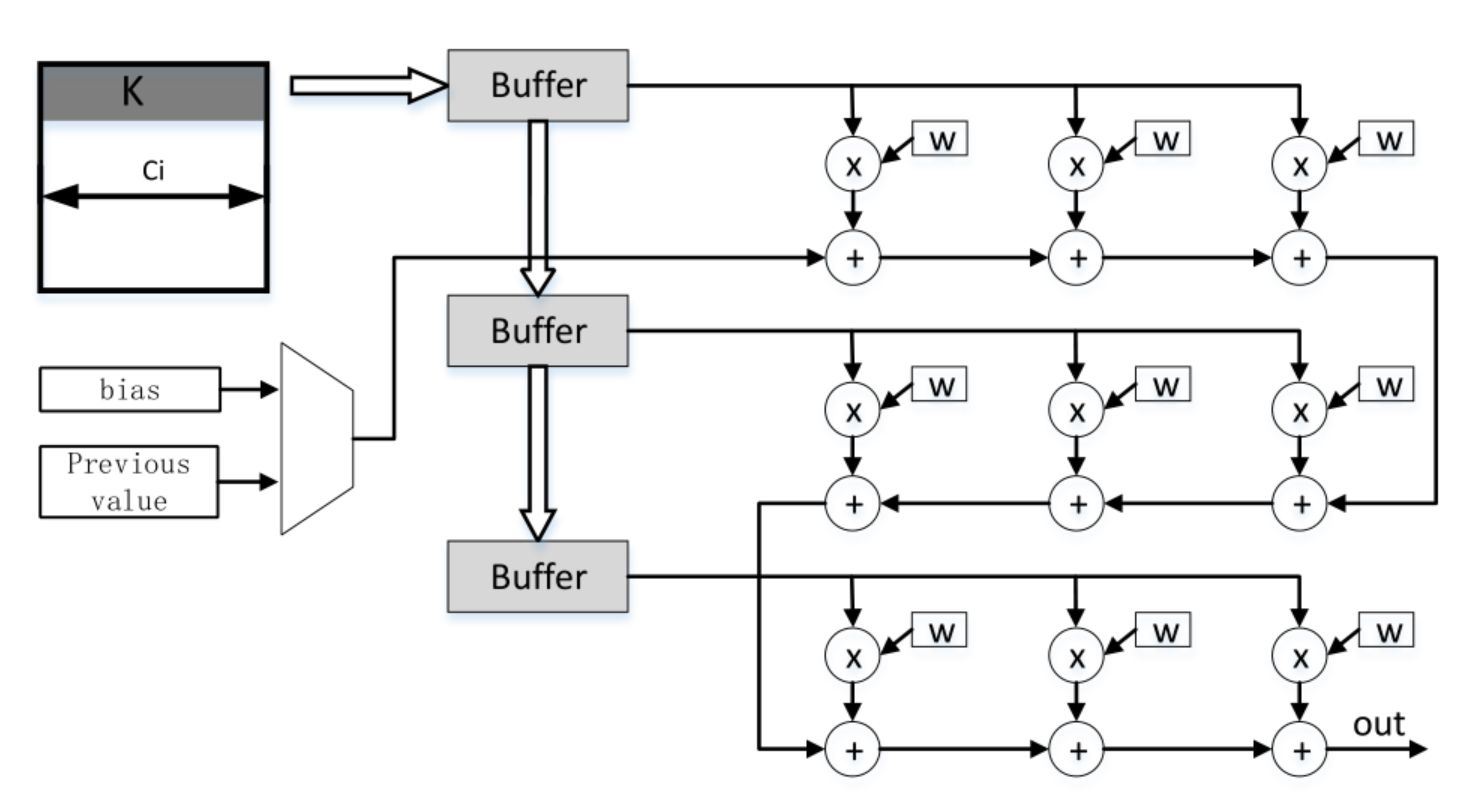 K
Buffer
W
W
W
x
x
x
Ci
+
+
+
Buffer
bias
W
W
W
x
x
x
Previous
value
+
+
+
Buffer
W
W
W
x
x
x
out
+
+
+